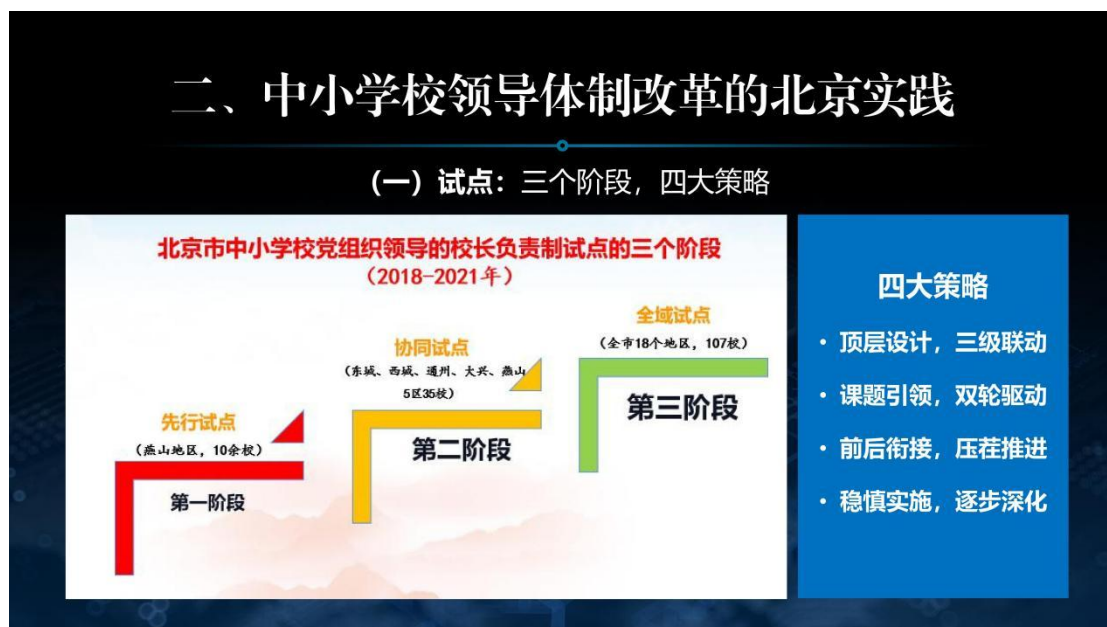 二、中小学校领导体制改革的北京实践
（一）试点：三个阶段，四大策略
北京市中小学校党组织领导的校长负责制试点的三个阶段
（2018-2021年）
先行试点
（燕山地区，10余校）
第一阶段
协同试点
（东城、西城、通州、大兴、燕山
5区35校）
第二阶段
全域试点
（全市18个地区，107校）
第三阶段
四大策略
• 顶层设计，三级联动
• 课题引领，双轮驱动
• 前后衔接，压茬推进
• 稳慎实施，逐步深化